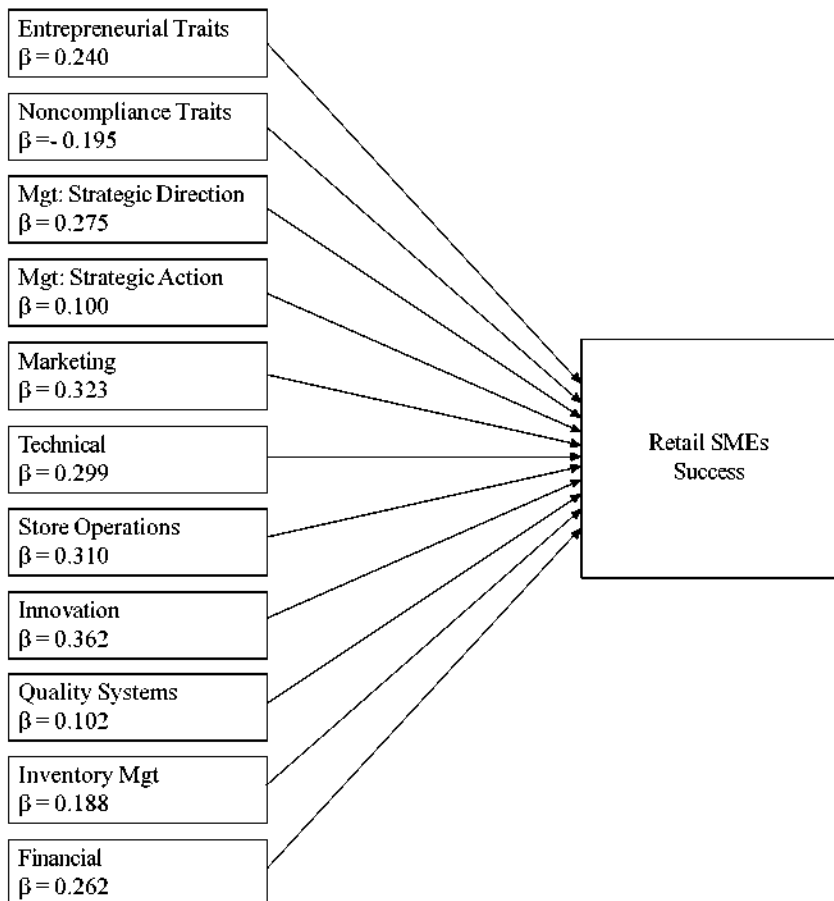 Entrepreneurial Traits
β = 0.240
Noncompliance Traits
β =- 0.195
Mgt: Strategic Direction
β = 0.275
Mgt: Strategic Action
β = 0.100
Marketing
β = 0.323
Technical
β = 0.299
Store Operations
β = 0.310
Innovation
β = 0.362
Quality Systems
β = 0.102
Inventory Mgt
β = 0.188
Financial
β = 0.262
Retail SMEs
Success